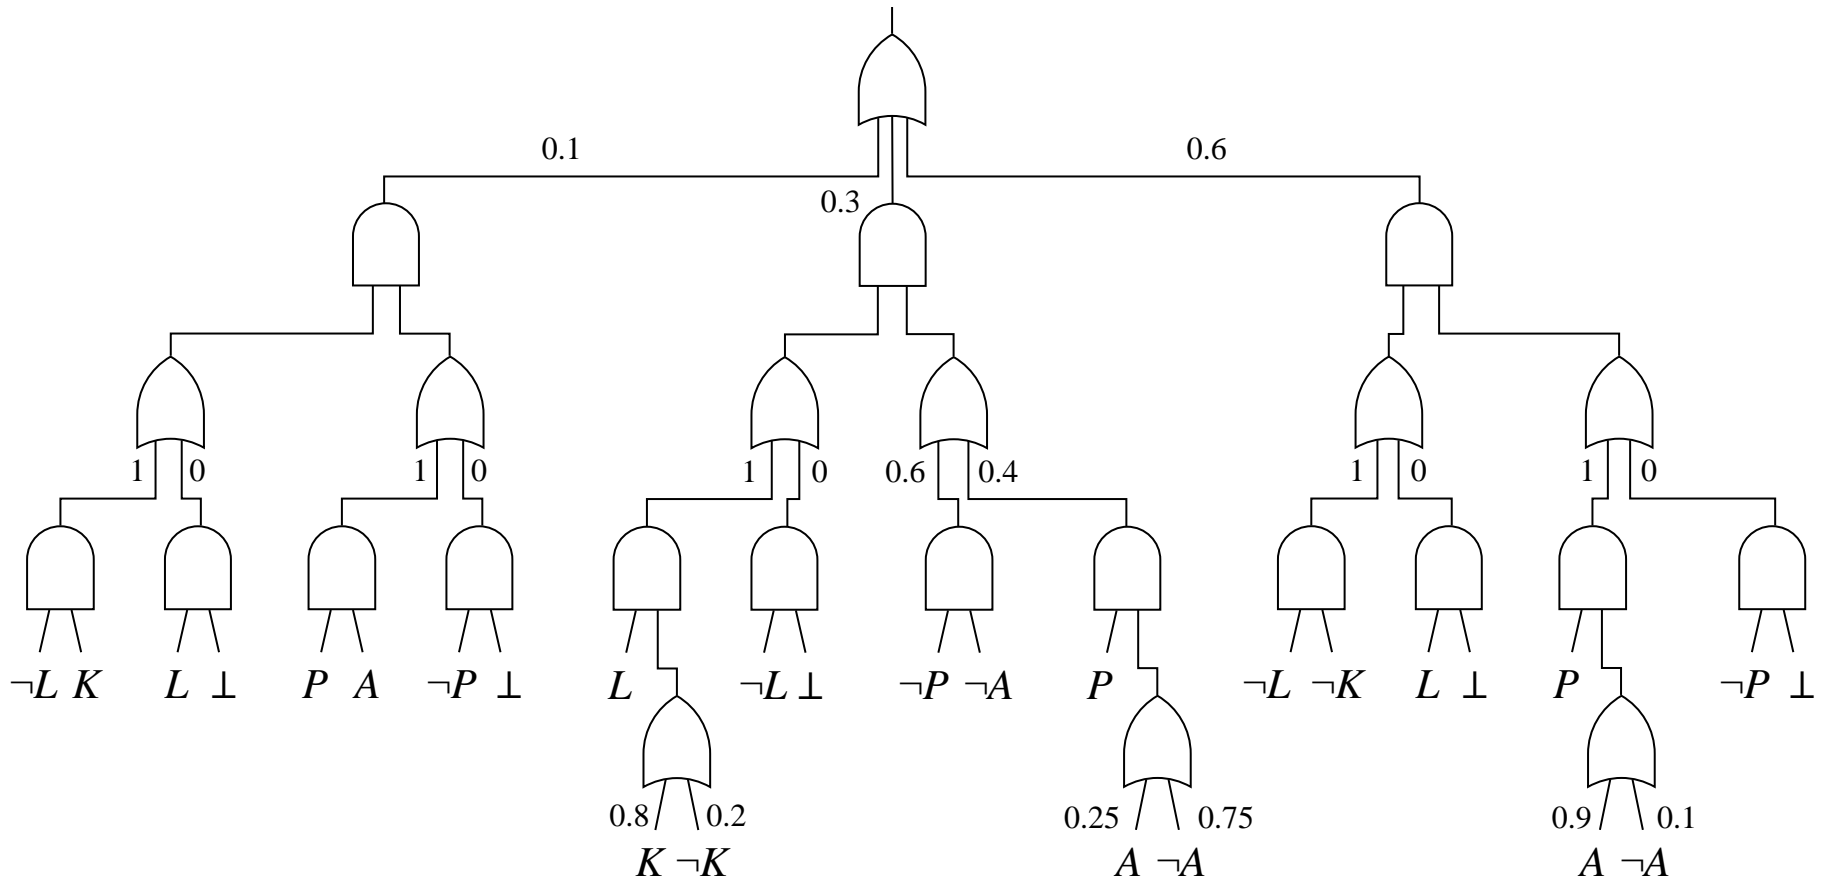 0.1 0.6
0.3
1 0 1 0 1 0 0.6 0.4 1 0 1 0
¬L K L ⊥ P A ¬P ⊥ L ¬L ⊥ ¬P ¬A P ¬L ¬K L ⊥ P ¬P ⊥
0.8 0.2 0.25 0.75 0.9 0.1
K ¬K A ¬A A ¬A